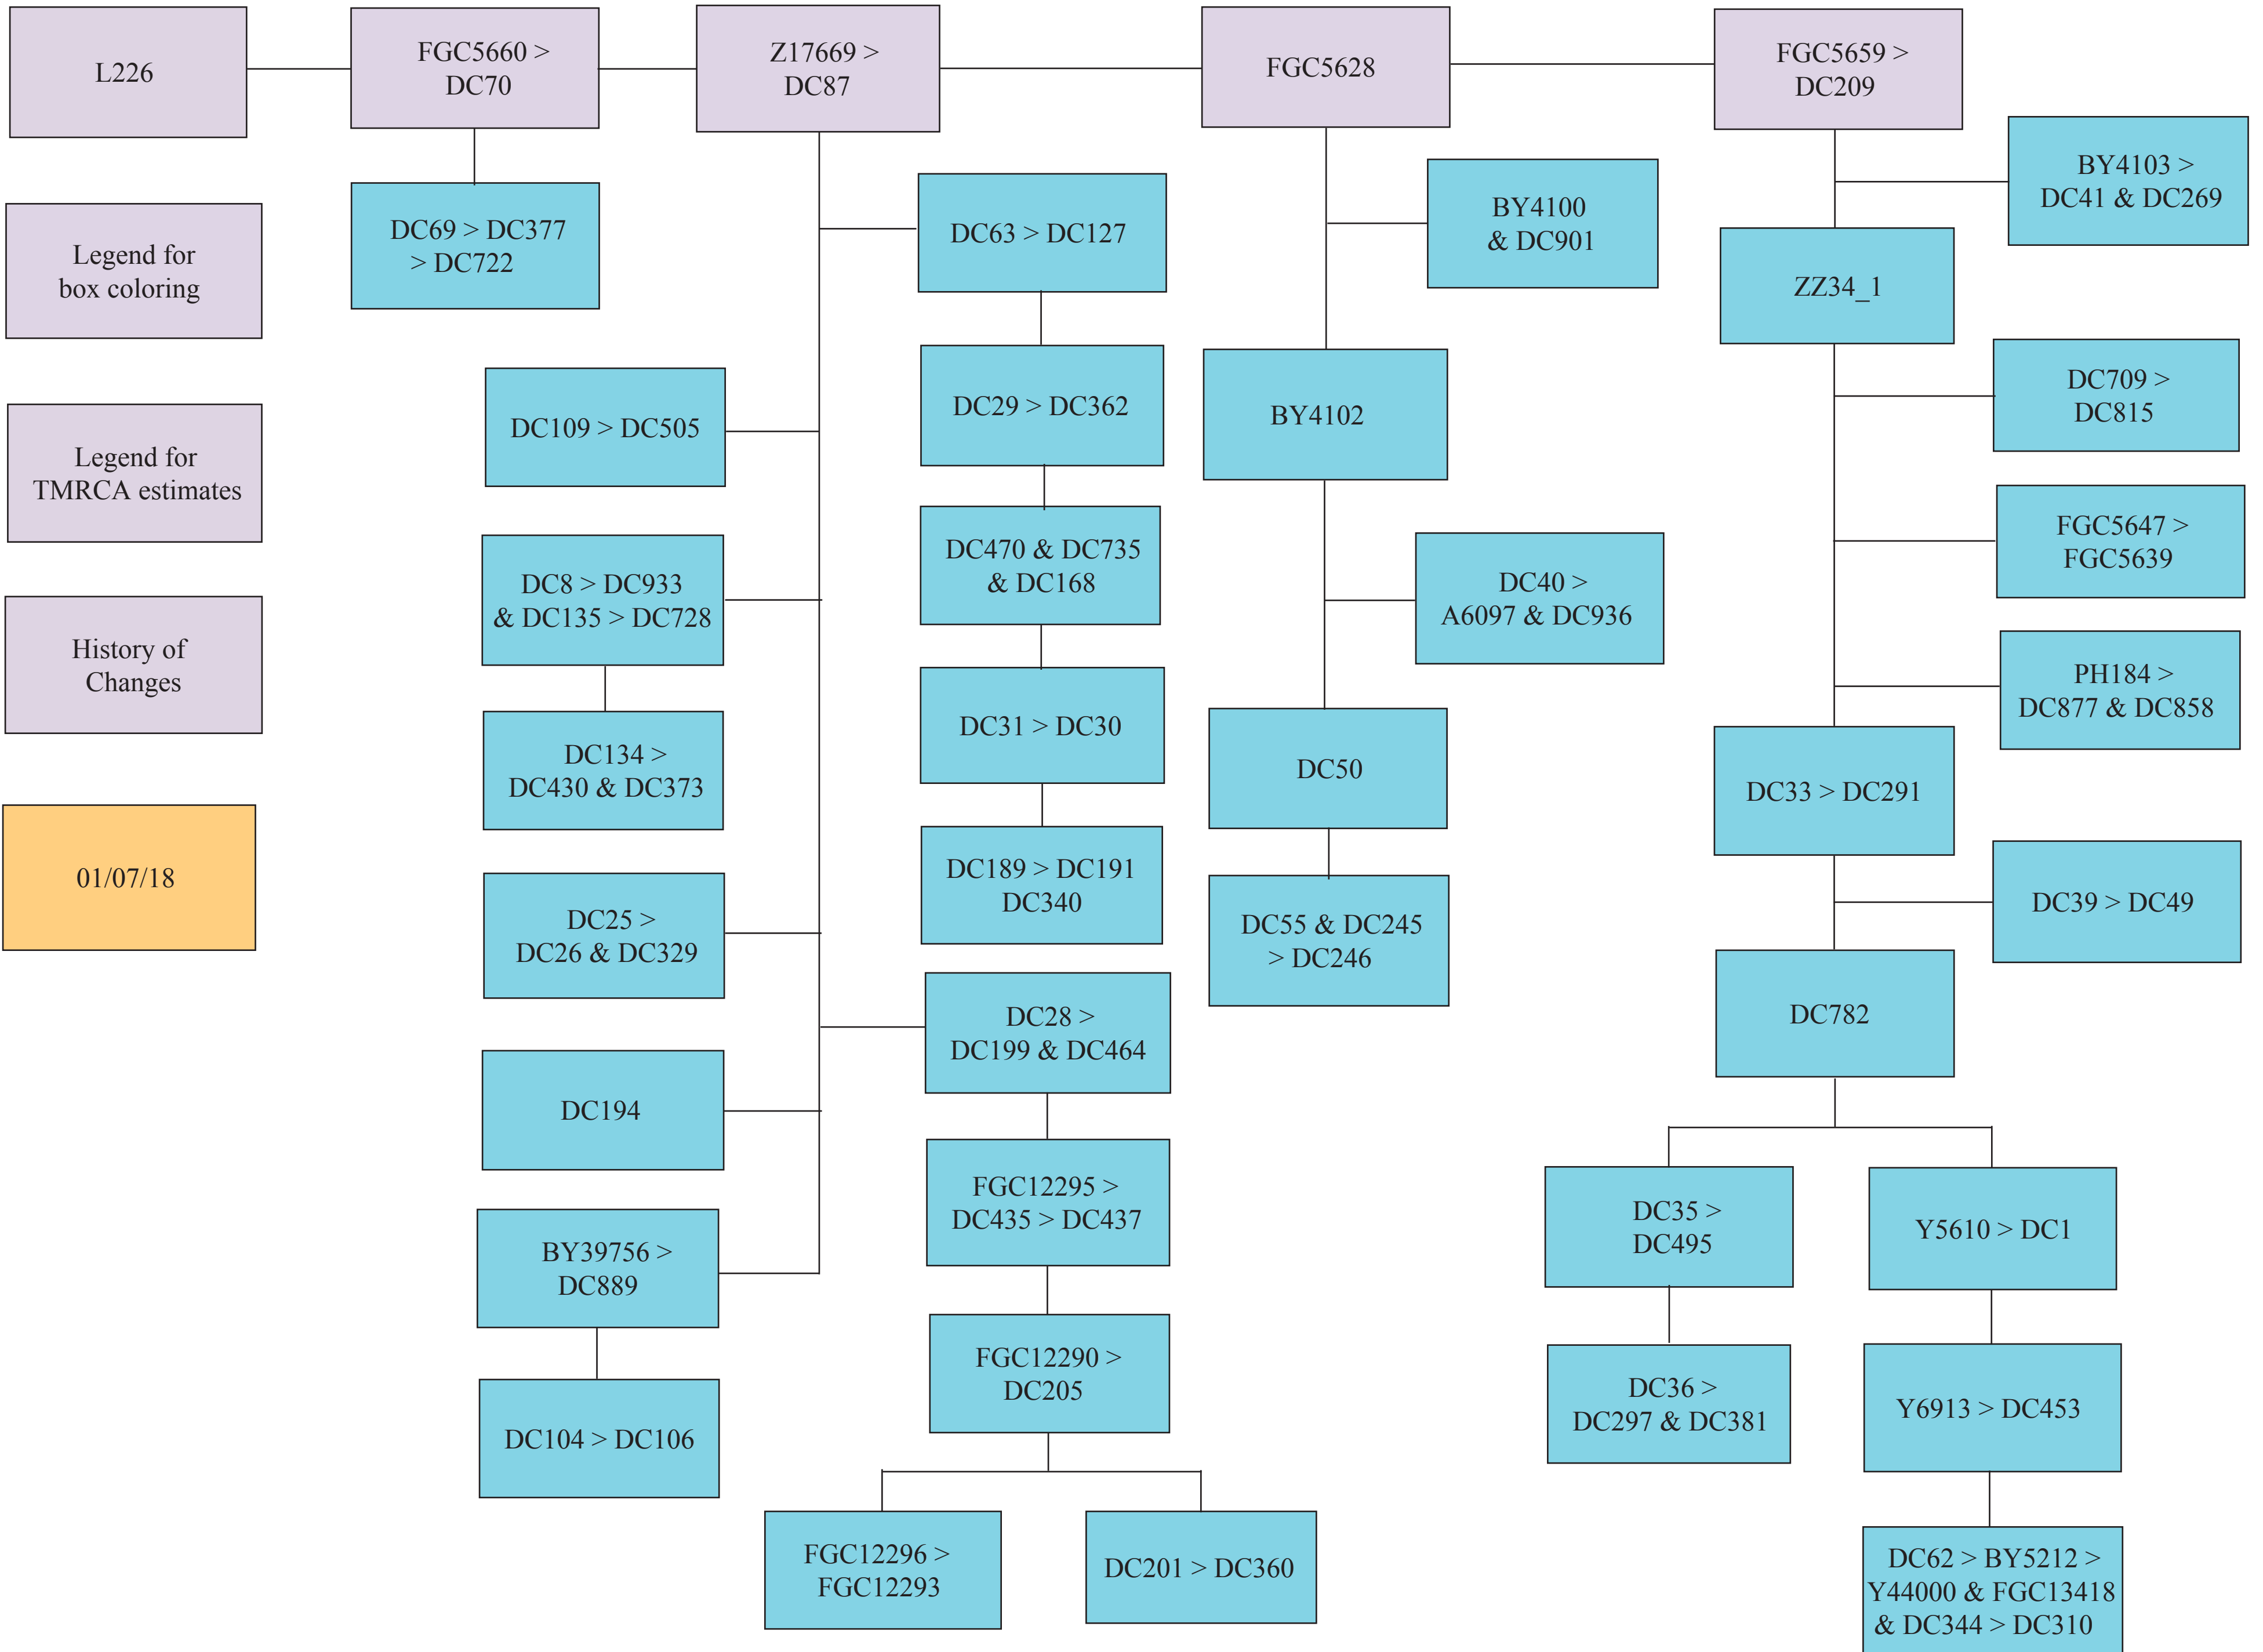 L226
FGC5660 >
DC70
Z17669 >
DC87
FGC5628
FGC5659 >
DC209
Legend for
box coloring
Legend for
TMRCA estimates
History of
Changes
01/07/18
DC69 > DC377
> DC722
DC109 > DC505
DC8 > DC933
& DC135 > DC728
DC134 >
DC430 & DC373
DC25 >
DC26 & DC329
DC194
BY39756 >
DC889
DC104 > DC106
DC63 > DC127
DC29 > DC362
DC470 & DC735
& DC168
DC31 > DC30
DC189 > DC191
DC340
DC28 >
DC199 & DC464
FGC12295 >
DC435 > DC437
FGC12290 >
DC205
FGC12296 >
FGC12293
DC201 > DC360
BY4100
& DC901
BY4102
DC40 >
A6097 & DC936
DC50
DC55 & DC245
> DC246
BY4103 >
DC41 & DC269
ZZ34_1
DC709 >
DC815
FGC5647 >
FGC5639
PH184 >
DC877 & DC858
DC33 > DC291
DC39 > DC49
DC782
DC35 >
DC495
DC36 >
DC297 & DC381
Y5610 > DC1
Y6913 > DC453
DC62 > BY5212 >
Y44000 & FGC13418
& DC344 > DC310